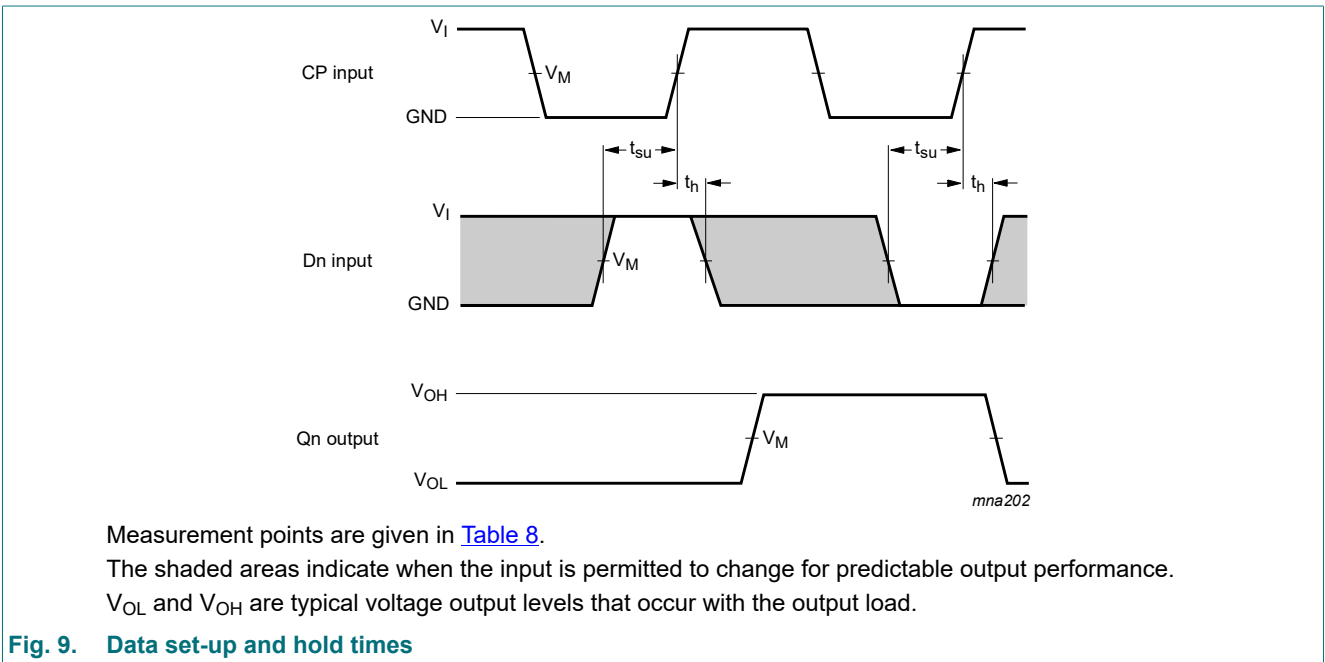 V_I
CP input
V_M
GND
t_su
t_su
t_h
t_h
V_I
Dn input
V_M
GND
V_OH
Qn output
V_M
V_OL
mna202
Measurement points are given in Table 8.
The shaded areas indicate when the input is permitted to change for predictable output performance.
V_OL and V_OH are typical voltage output levels that occur with the output load.
Fig. 9. Data set-up and hold times